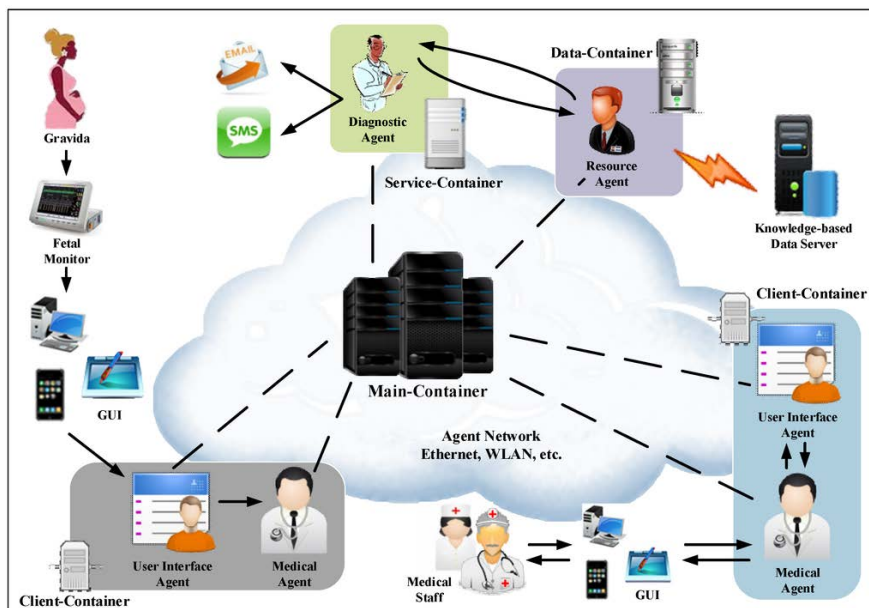 EMAIL
SMS
Diagnostic
Agent
Service-Container
Data-Container
Resource
Agent
Knowledge-based
Data Server
Gravida
Fetal
Monitor
GUI
Main-Container
Agent Network
Ethernet, WLAN, etc.
Client-Container
User Interface
Agent
Medical
Agent
User Interface
Agent
Medical
Agent
Client-Container
Medical
Staff
GUI